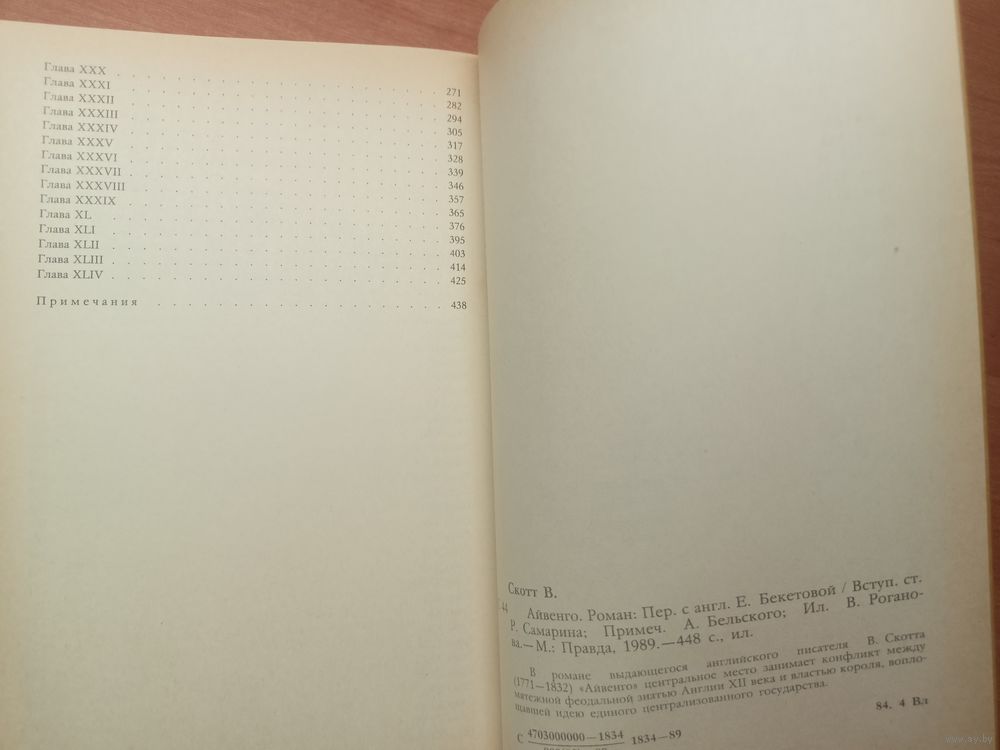 Глава XXX . . . . . . . . . . . . . . . . . . 271
Глава XXXI . . . . . . . . . . . . . . . . . . 282
Глава XXXII . . . . . . . . . . . . . . . . . . 294
Глава XXXIII . . . . . . . . . . . . . . . . . . 305
Глава XXXIV . . . . . . . . . . . . . . . . . . 317
Глава XXXV . . . . . . . . . . . . . . . . . . 328
Глава XXXVI . . . . . . . . . . . . . . . . . . 339
Глава XXXVII . . . . . . . . . . . . . . . . . . 346
Глава XXXVIII . . . . . . . . . . . . . . . . . . 357
Глава XXXIX . . . . . . . . . . . . . . . . . . 365
Глава XL . . . . . . . . . . . . . . . . . . 376
Глава XLI . . . . . . . . . . . . . . . . . . 395
Глава XLII . . . . . . . . . . . . . . . . . . 403
Глава XLIII . . . . . . . . . . . . . . . . . . 414
Глава XLIV . . . . . . . . . . . . . . . . . . 425
Примечания . . . . . . . . . . . . . . . . . . 438
Скотт В.
44 Айвенго. Роман: Пер. с англ. Е. Бекетовой / Вступ. ст.
Р. Самарина; Примеч. А. Бельского; Ил. В. Рогано-
ва.—М.: Правда, 1989.—448 с., ил.
В романе выдающегося английского писателя В. Скотта
(1771—1832) «Айвенго» центральное место занимает конфликт между
мятежной феодальной знатью Англии XII века и властью короля, вопло-
щавшей идею единого централизованного государства.
84. 4 Вл
С 4703000000—1834 1834—89
www.ay.by